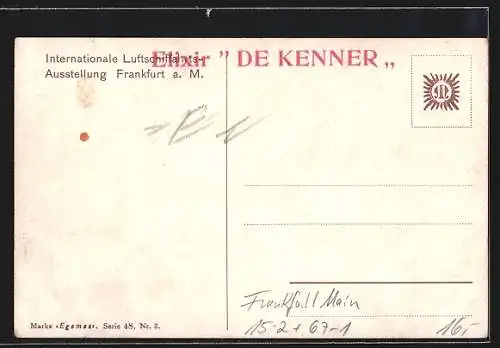 Internationale Luftschiffahrts-
Ausstellung Frankfurt a. M.
Elixir " DE KENNER „
Frankfurt Main
15-2 + 67-1
16,-
Marke «Egemes». Serie 48, Nr. 3.